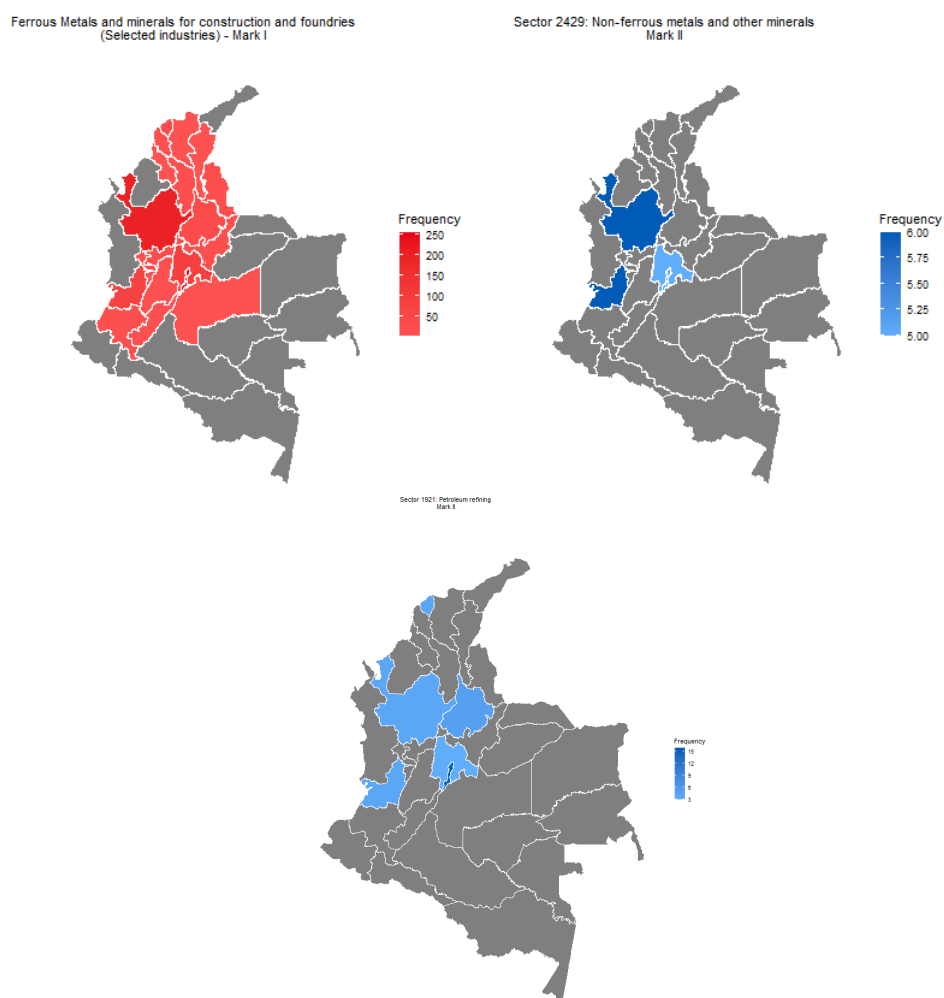 Ferrous Metals and minerals for construction and foundries
(Selected industries) - Mark I
Frequency
250
200
150
100
50
Sector 2429: Non-ferrous metals and other minerals
Mark II
Frequency
6.00
5.75
5.50
5.25
5.00
Sector 1921: Petroleum refining
Mark II
Frequency
15
12
9
6
3